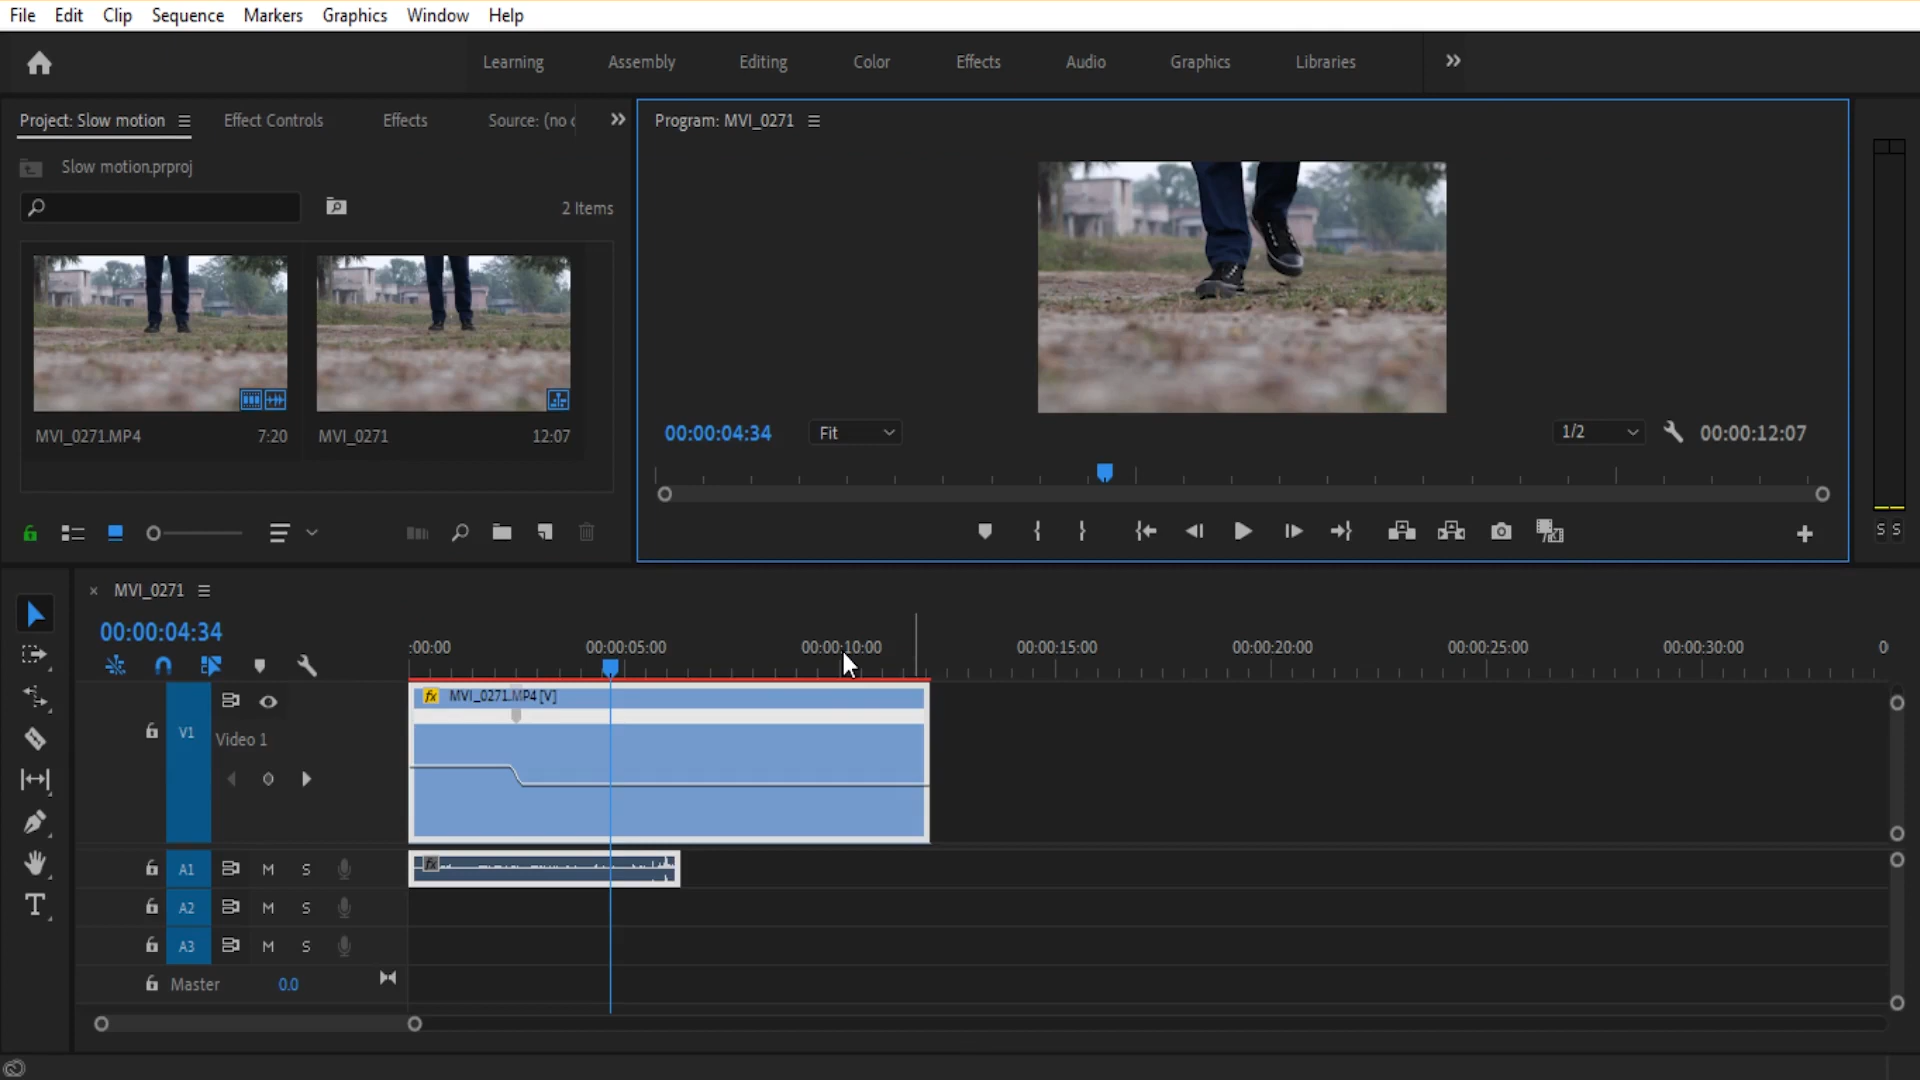 File Edit Clip Sequence Markers Graphics Window Help
Learning Assembly Editing Color Effects Audio Graphics Libraries
Project: Slow motion Effect Controls Effects Source: (no c
Slow motion.prproj
2 Items
MVI_0271.MP4 7:20
MVI_0271 12:07
Program: MVI_0271
00:00:04:34 Fit 1/2 00:00:12:07
S S
MVI_0271
00:00:04:34
:00:00 00:00:05:00 00:00:10:00 00:00:15:00 00:00:20:00 00:00:25:00 00:00:30:00 0
fx MVI_0271.MP4 [V]
V1 Video 1
A1 M S fx
A2 M S
A3 M S
Master 0.0